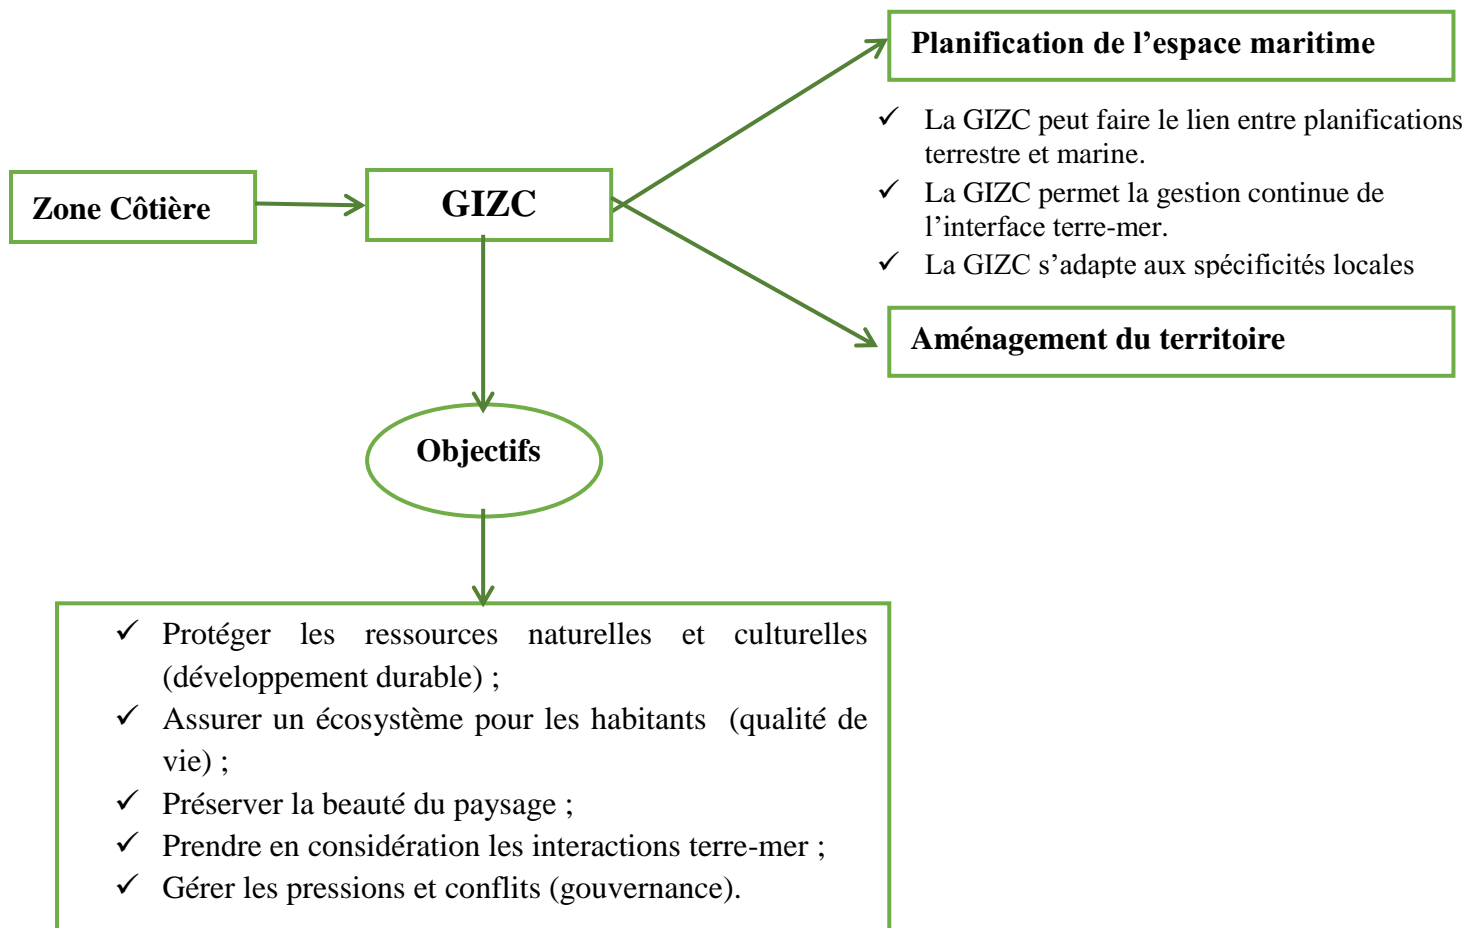 Planification de l’espace maritime
✓ La GIZC peut faire le lien entre planifications
terrestre et marine.
✓ La GIZC permet la gestion continue de
l’interface terre-mer.
✓ La GIZC s’adapte aux spécificités locales
Zone Côtière
GIZC
Aménagement du territoire
Objectifs
✓ Protéger les ressources naturelles et culturelles
(développement durable) ;
✓ Assurer un écosystème pour les habitants (qualité de
vie) ;
✓ Préserver la beauté du paysage ;
✓ Prendre en considération les interactions terre-mer ;
✓ Gérer les pressions et conflits (gouvernance).